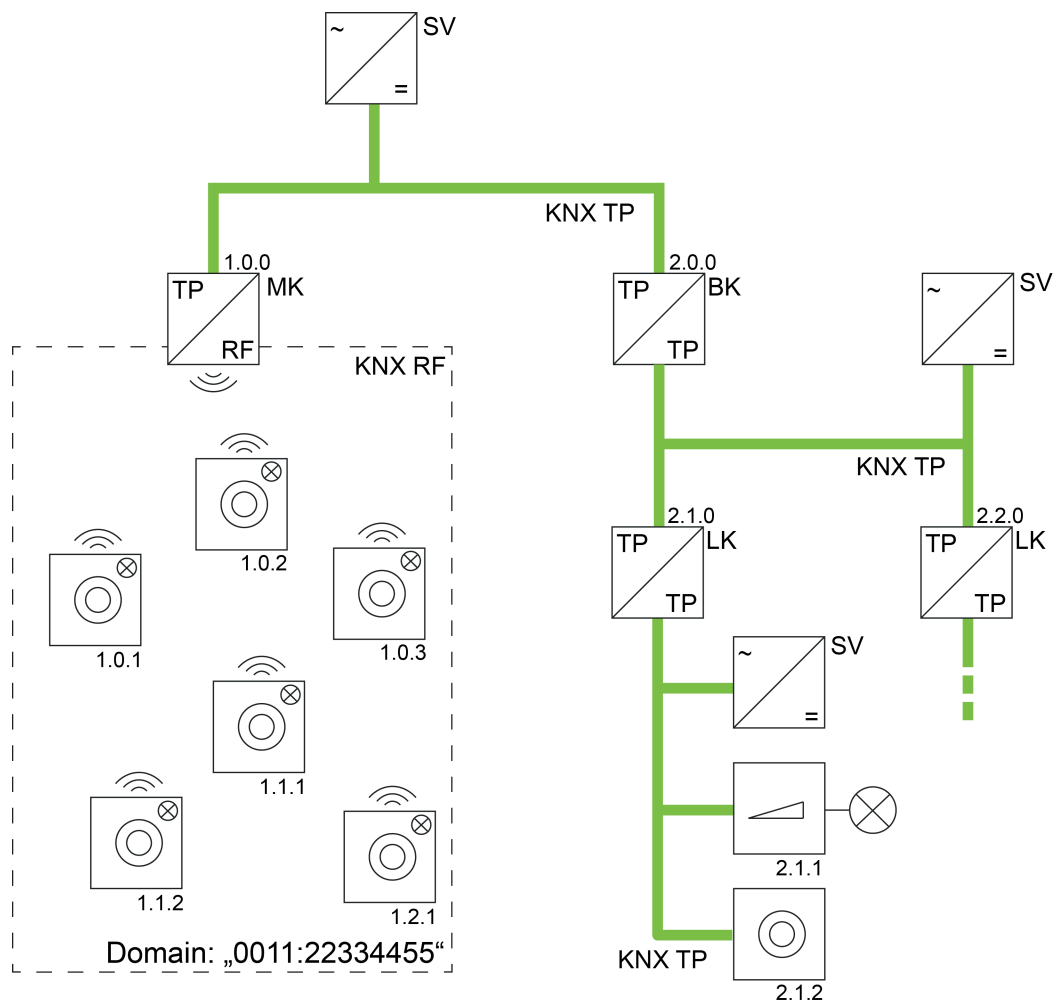 ~ SV
=
KNX TP
1.0.0
TP MK
RF
2.0.0
TP BK
TP
~ SV
=
KNX RF
KNX TP
1.0.2
1.0.1
1.0.3
2.1.0
TP LK
TP
2.2.0
TP LK
TP
~ SV
=
1.1.1
1.1.2
1.2.1
2.1.1
Domain: „0011:22334455“
KNX TP
2.1.2